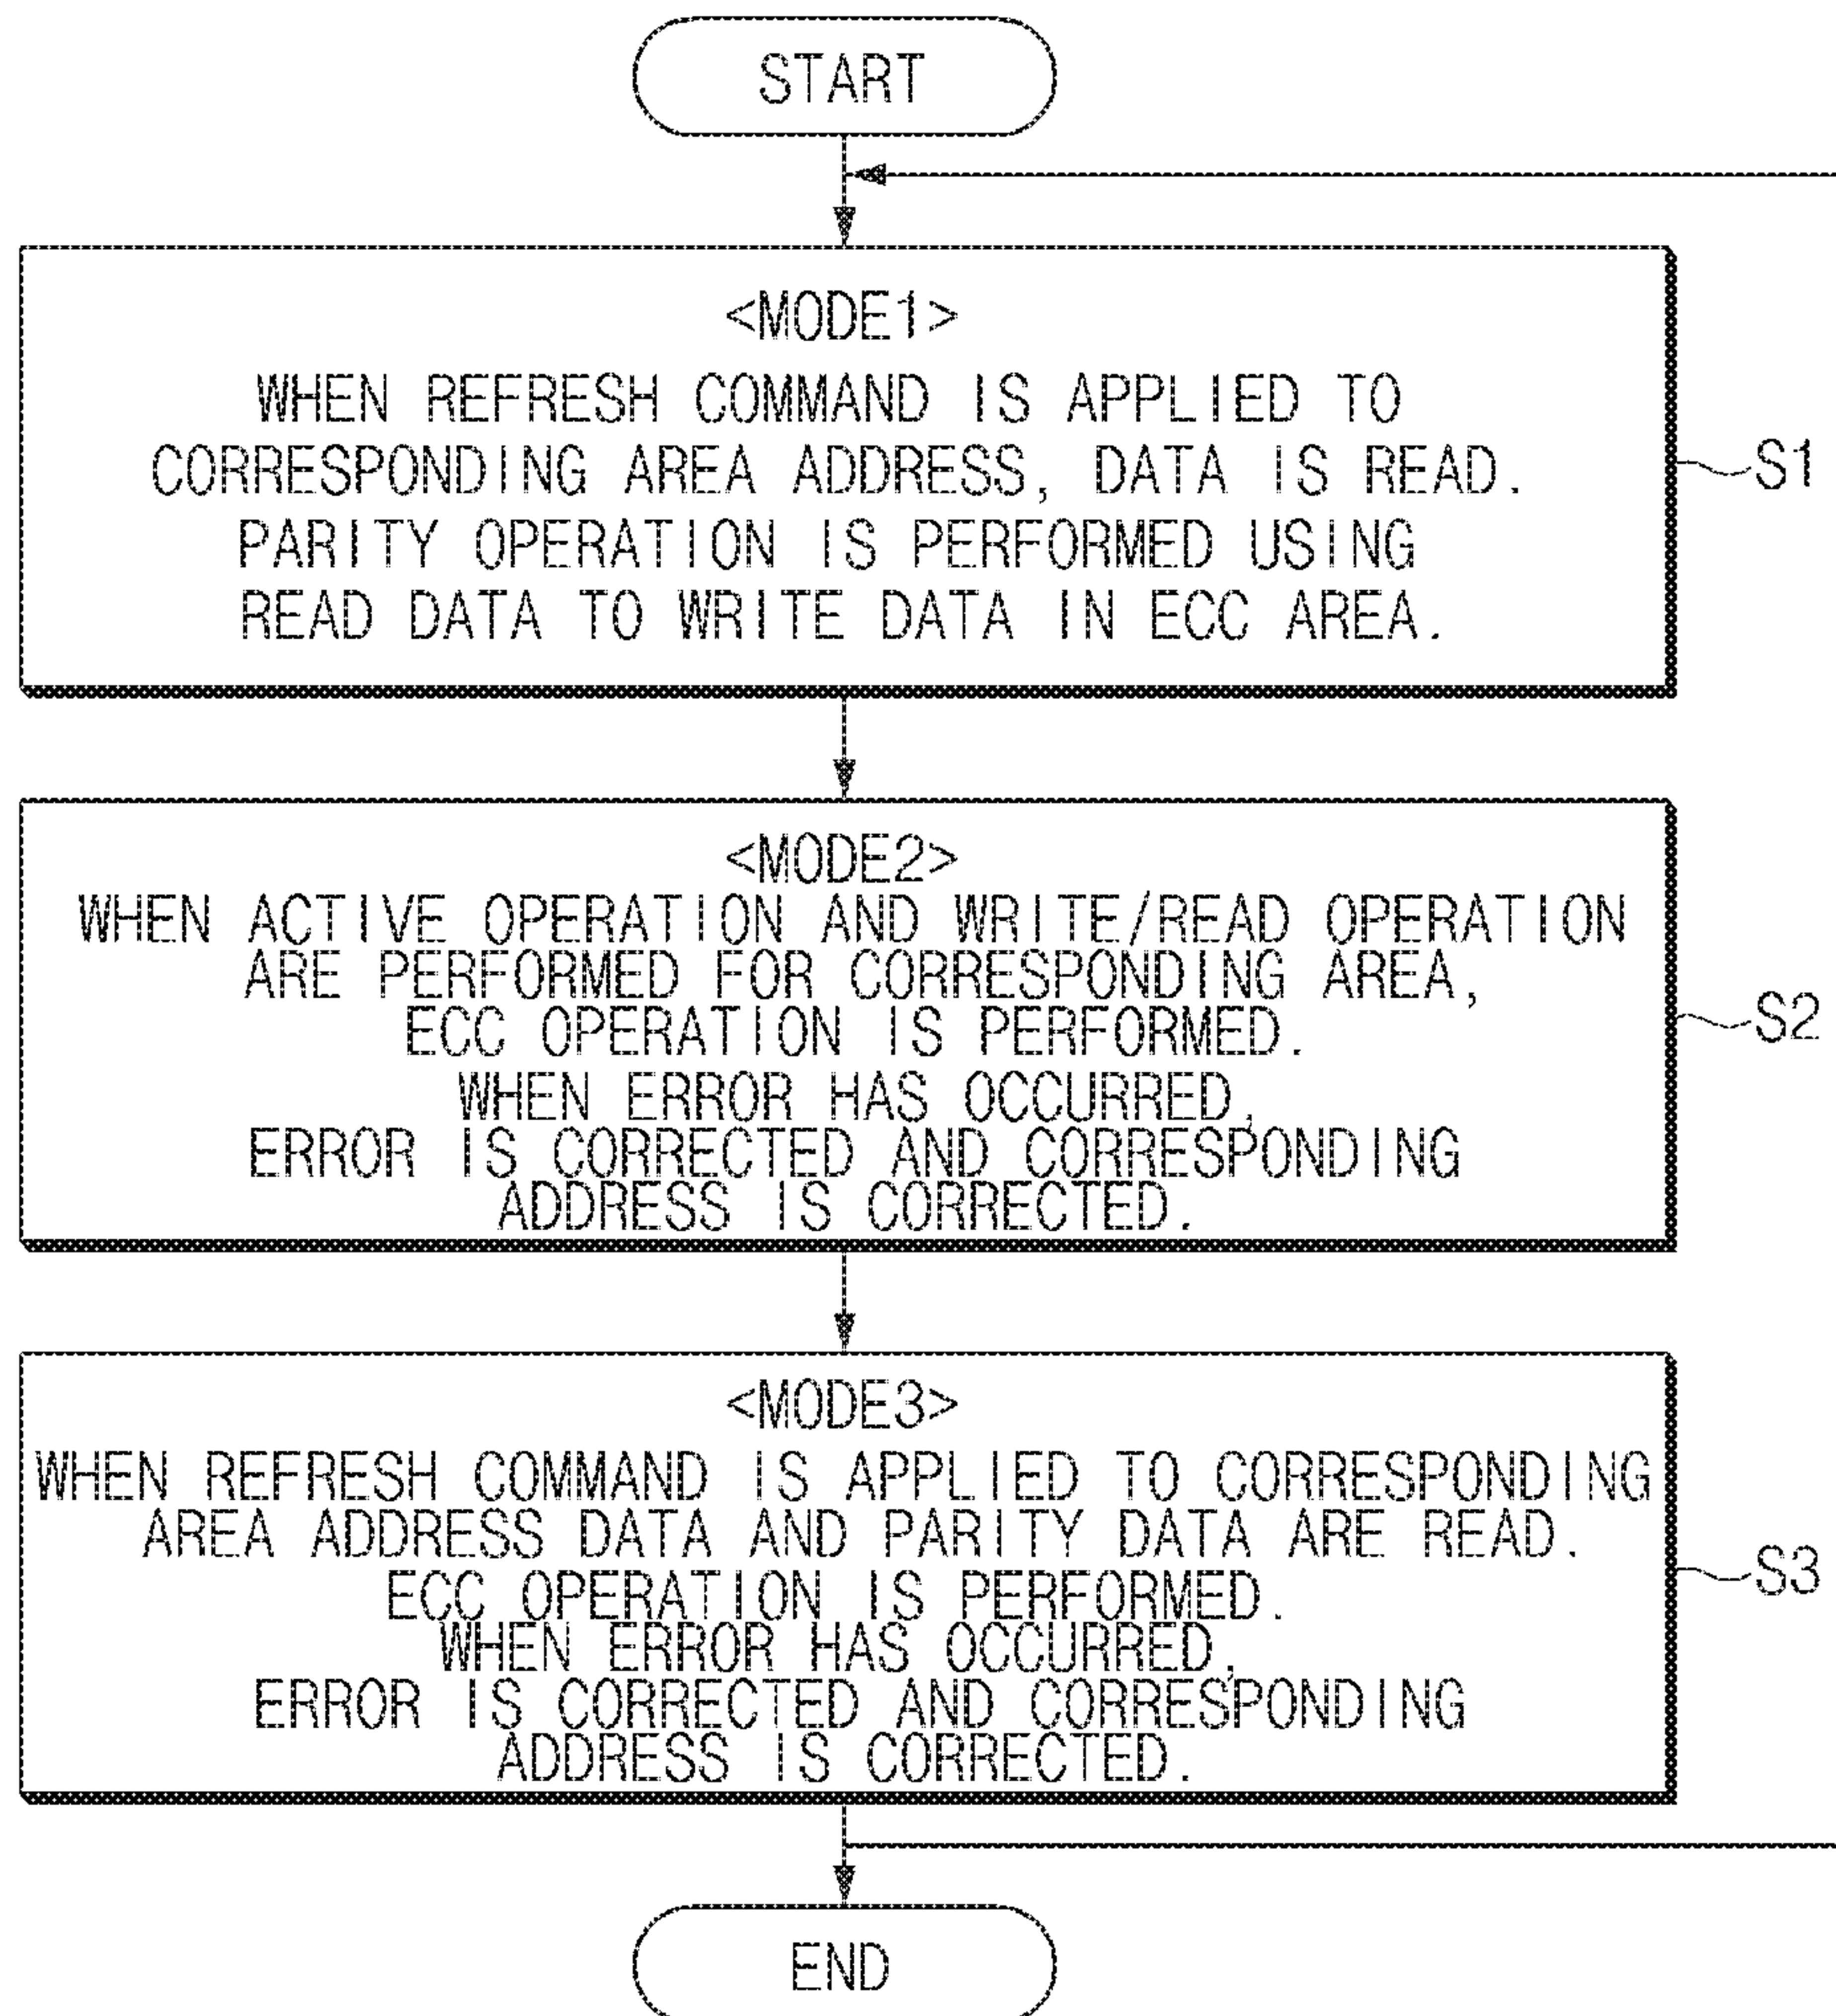 START
<MODE1>
WHEN REFRESH COMMAND IS APPLIED TO
CORRESPONDING AREA ADDRESS, DATA IS READ.
PARITY OPERATION IS PERFORMED USING
READ DATA TO WRITE DATA IN ECC AREA.
S1
<MODE2>
WHEN ACTIVE OPERATION AND WRITE/READ OPERATION
ARE PERFORMED FOR CORRESPONDING AREA,
ECC OPERATION IS PERFORMED.
WHEN ERROR HAS OCCURRED,
ERROR IS CORRECTED AND CORRESPONDING
ADDRESS IS CORRECTED.
S2
<MODE3>
WHEN REFRESH COMMAND IS APPLIED TO CORRESPONDING
AREA ADDRESS DATA AND PARITY DATA ARE READ.
ECC OPERATION IS PERFORMED.
WHEN ERROR HAS OCCURRED,
ERROR IS CORRECTED AND CORRESPONDING
ADDRESS IS CORRECTED.
S3
END